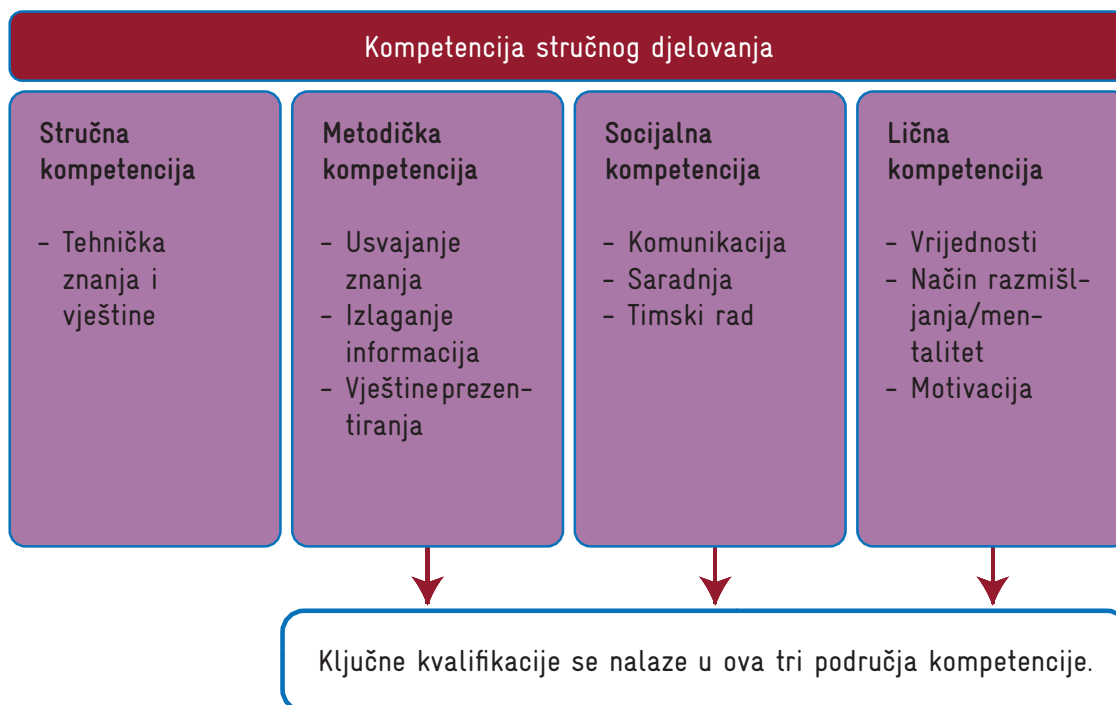 Kompetencija stručnog djelovanja
Stručna
kompetencija
- Tehnička
znanja i
vještine
Metodička
kompetencija
- Usvajanje
znanja
- Izlaganje
informacija
- Vještine prezen-
tiranja
Socijalna
kompetencija
- Komunikacija
- Saradnja
- Timski rad
Lična
kompetencija
- Vrijednosti
- Način razmišl-
janja/men-
talitet
- Motivacija
Ključne kvalifikacije se nalaze u ova tri područja kompetencije.